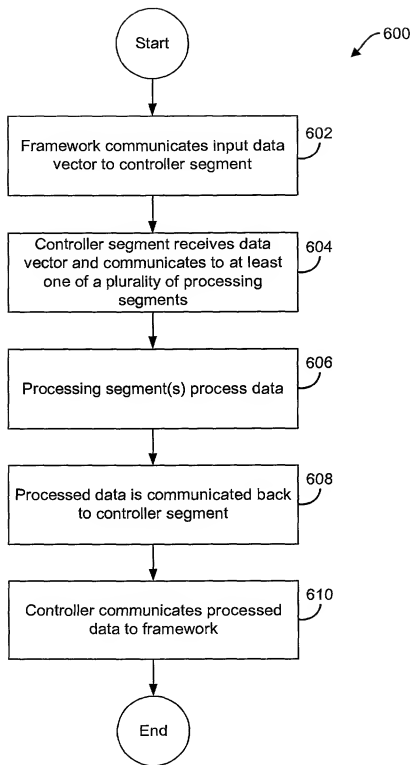 Start
600
Framework communicates input data
vector to controller segment
602
Controller segment receives data
vector and communicates to at least
one of a plurality of processing
segments
604
Processing segment(s) process data
606
Processed data is communicated back
to controller segment
608
Controller communicates processed
data to framework
610
End